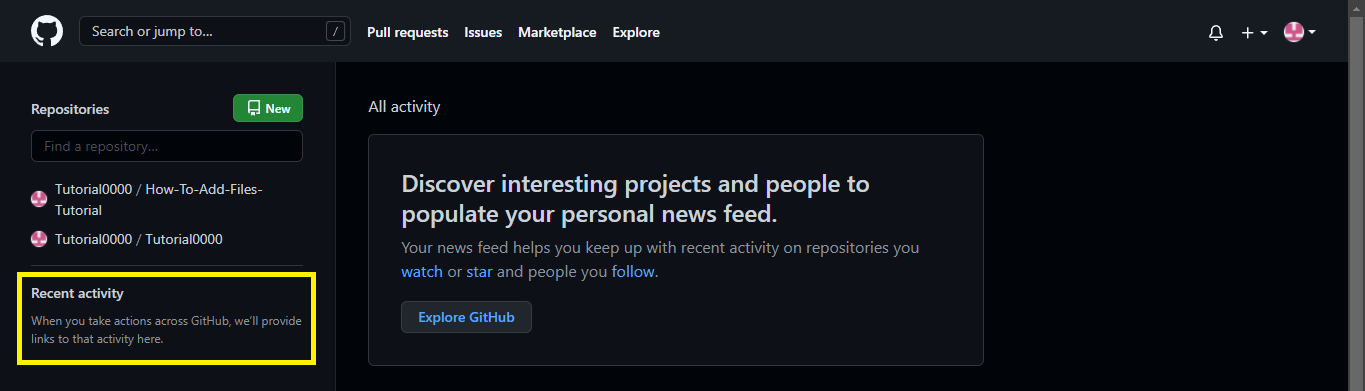 Search or jump to...
/
Pull requests
Issues
Marketplace
Explore
Repositories
New
Find a repository...
Tutorial0000 / How-To-Add-Files-
Tutorial
Tutorial0000 / Tutorial0000
Recent activity
When you take actions across GitHub, we'll provide
links to that activity here.
All activity
Discover interesting projects and people to
populate your personal news feed.
Your news feed helps you keep up with recent activity on repositories you
watch or star and people you follow.
Explore GitHub